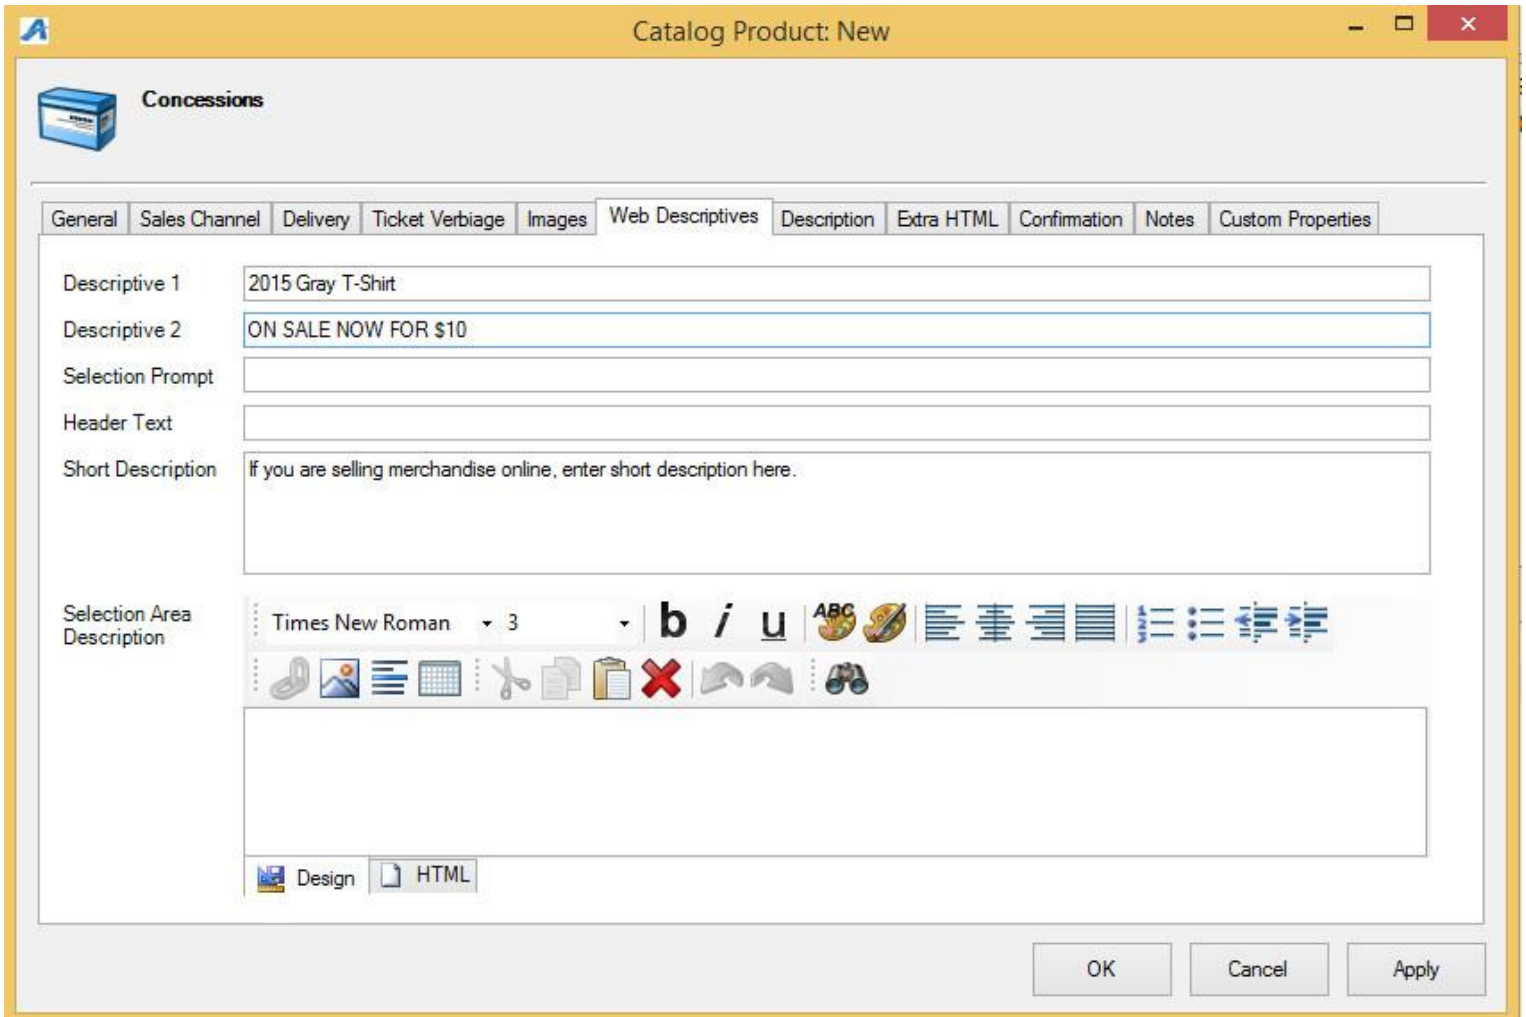 Catalog Product: New
Concessions
General Sales Channel Delivery Ticket Verbiage Images Web Descriptives Description Extra HTML Confirmation Notes Custom Properties
Descriptive 1 2015 Gray T-Shirt
Descriptive 2 ON SALE NOW FOR $10
Selection Prompt
Header Text
Short Description If you are selling merchandise online, enter short description here.
Selection Area
Description
Times New Roman 3 b i u ABC
Design HTML
OK Cancel Apply